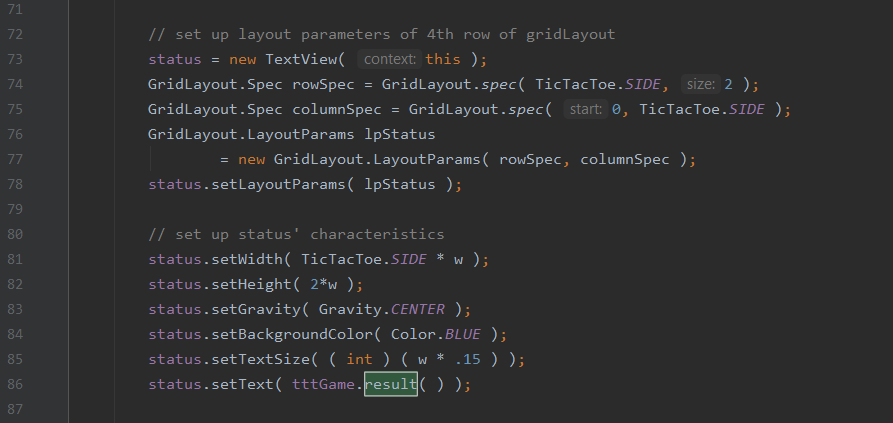 71
72 // set up layout parameters of 4th row of gridLayout
73 status = new TextView( context: this );
74 GridLayout.Spec rowSpec = GridLayout.spec( TicTacToe.SIDE, size: 2 );
75 GridLayout.Spec columnSpec = GridLayout.spec( start: 0, TicTacToe.SIDE );
76 GridLayout.LayoutParams lpStatus
77 = new GridLayout.LayoutParams( rowSpec, columnSpec );
78 status.setLayoutParams( lpStatus );
79
80 // set up status' characteristics
81 status.setWidth( TicTacToe.SIDE * w );
82 status.setHeight( 2*w );
83 status.setGravity( Gravity.CENTER );
84 status.setBackgroundColor( Color.BLUE );
85 status.setTextSize( ( int ) ( w * .15 ) );
86 status.setText( tttGame.result( ) );
87